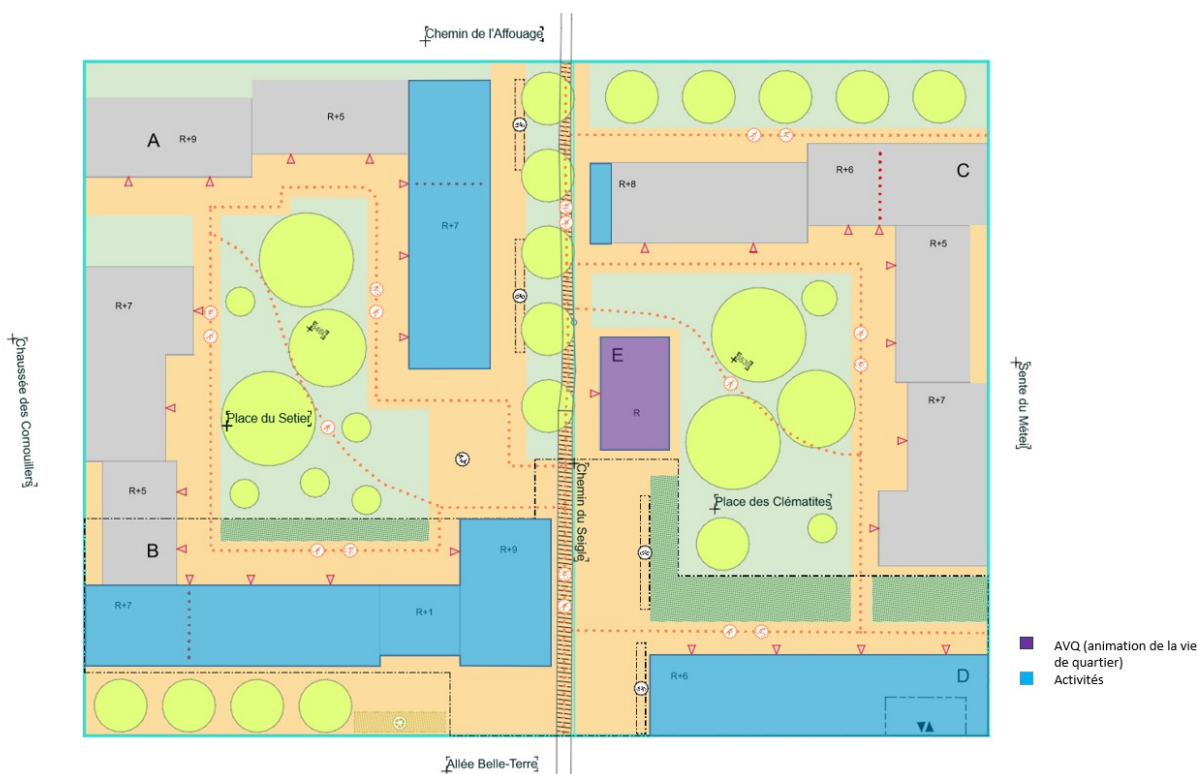 Chemin de l'Affouage
A
R+9
R+5
R+7
R+8
R+6
C
R+5
R+7
R+7
Chaussée des Cornouillers
Place du Setier
E
R
Sente du Méteil
R+7
R+5
Place des Clématites
Chemin du Seigle
B
R+9
R+7
R+1
R+6
D
AVQ (animation de la vie
de quartier)
Activités
Allée Belle-Terre